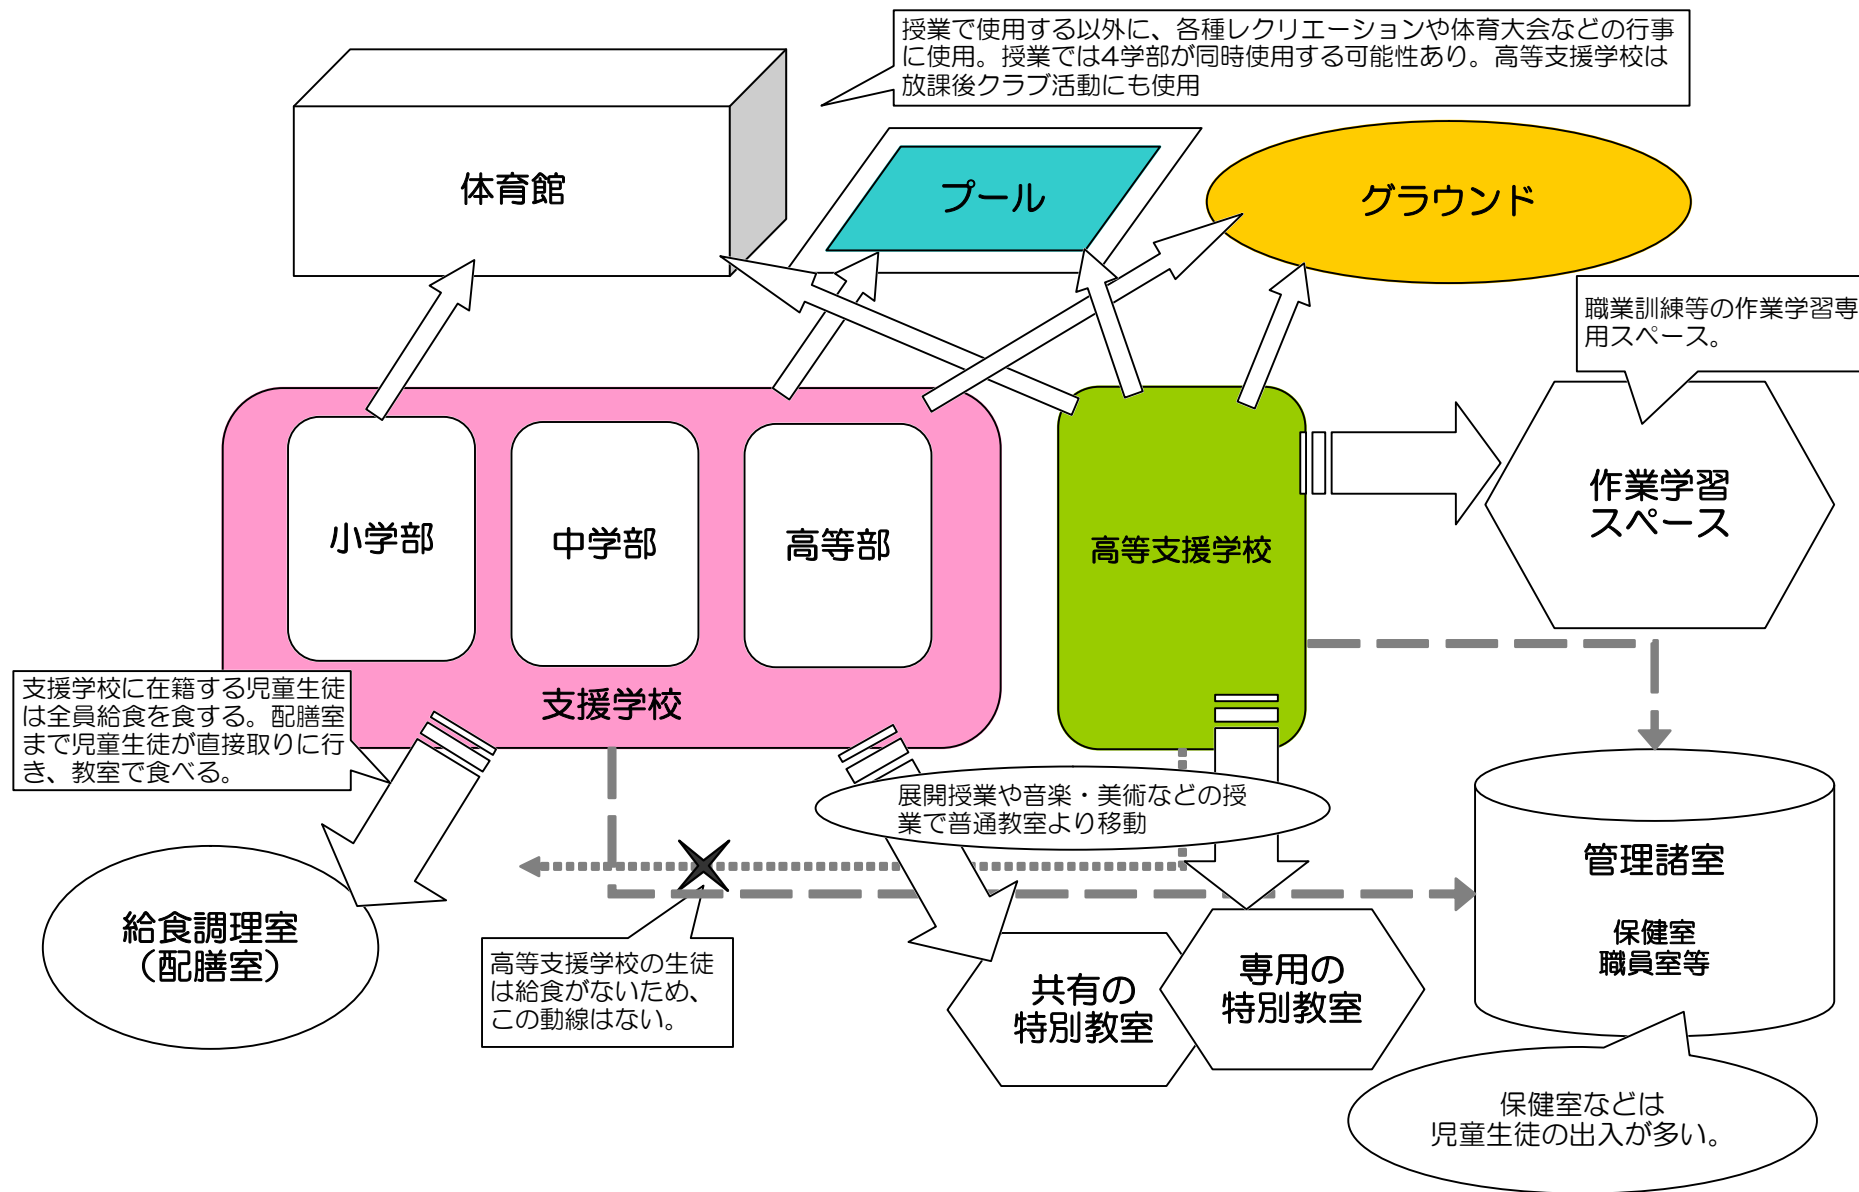 授業で使用する以外に、各種レクリエーションや体育大会などの行事
に使用。授業では4学部が同時使用する可能性あり。高等支援学校は
放課後クラブ活動にも使用
体育館
プール
グラウンド
職業訓練等の作業学習専
用スペース。
作業学習
スペース
小学部
中学部
高等部
高等支援学校
支援学校
支援学校に在籍する児童生徒
は全員給食を食する。配膳室
まで児童生徒が直接取りに行
き、教室で食べる。
展開授業や音楽・美術などの授
業で普通教室より移動
管理諸室
保健室
職員室等
給食調理室
（配膳室）
高等支援学校の生徒
は給食がないため、
この動線はない。
共有の
特別教室
専用の
特別教室
保健室などは
児童生徒の出入が多い。